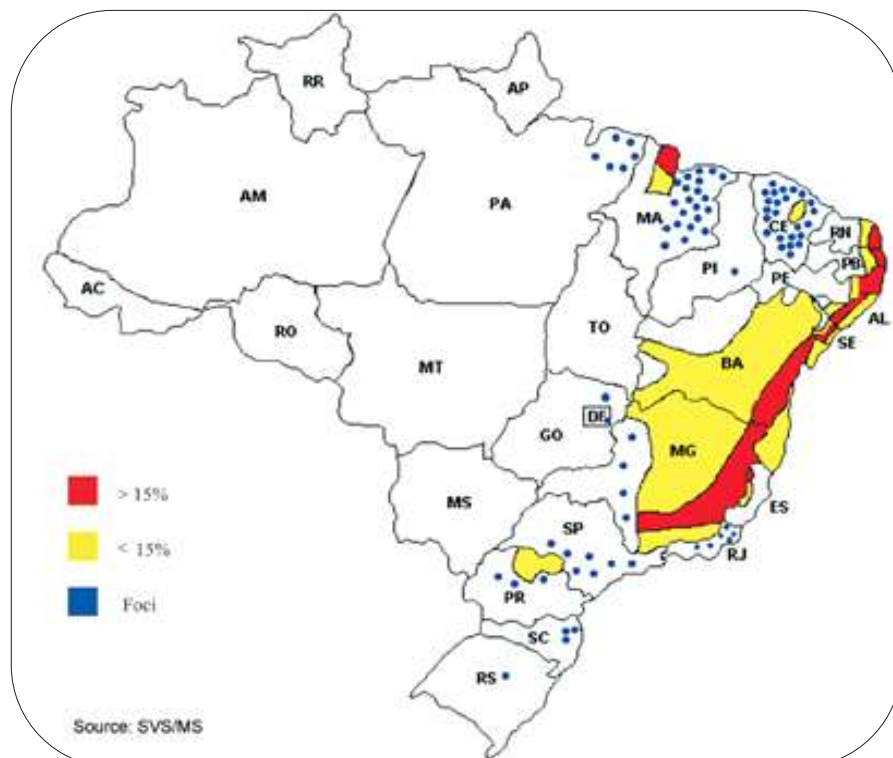 RR
AP
AM
PA
MA
CE
RN
PB
PE
PI
AC
RO
TO
AL
SE
BA
MT
DF
GO
MG
MS
ES
SP
RJ
PR
SC
RS
> 15%
< 15%
Foci
Source: SVS/MS